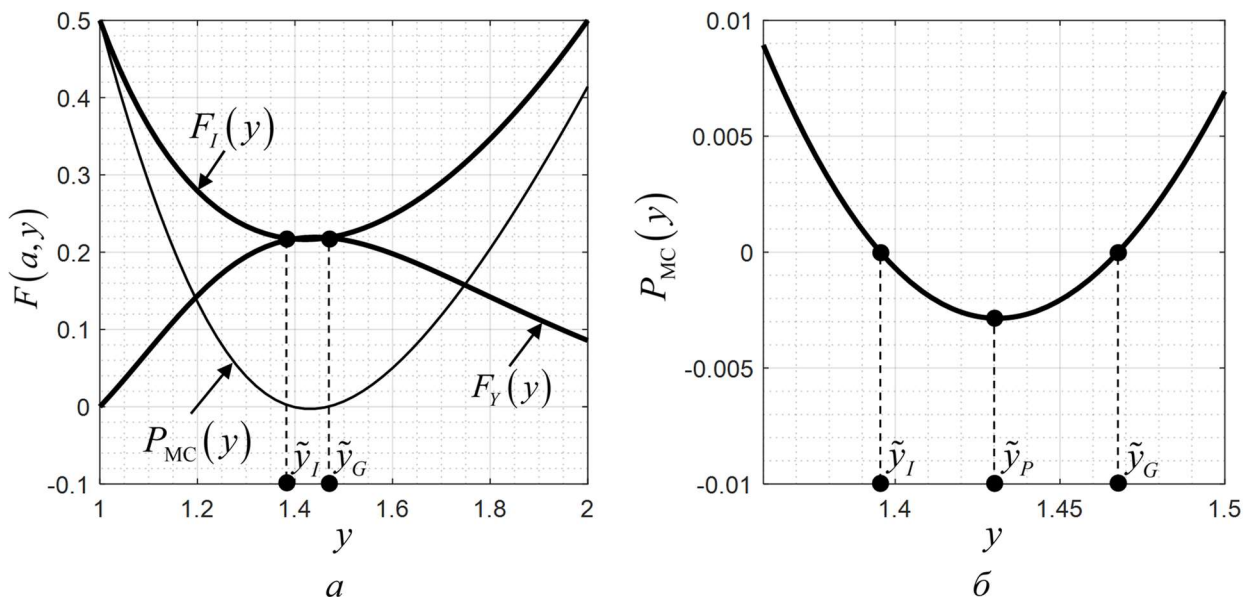 0.5
0.4
0.3
0.2
0.1
0
-0.1
F(a,y)
F_I(y)
P_MC(y)
F_Y(y)
ỹ_I
ỹ_G
1 1.2 1.4 1.6 1.8 2
y
а
0.01
0.005
0
-0.005
-0.01
P_MC(y)
ỹ_I
ỹ_P
ỹ_G
1.4 1.45 1.5
y
б